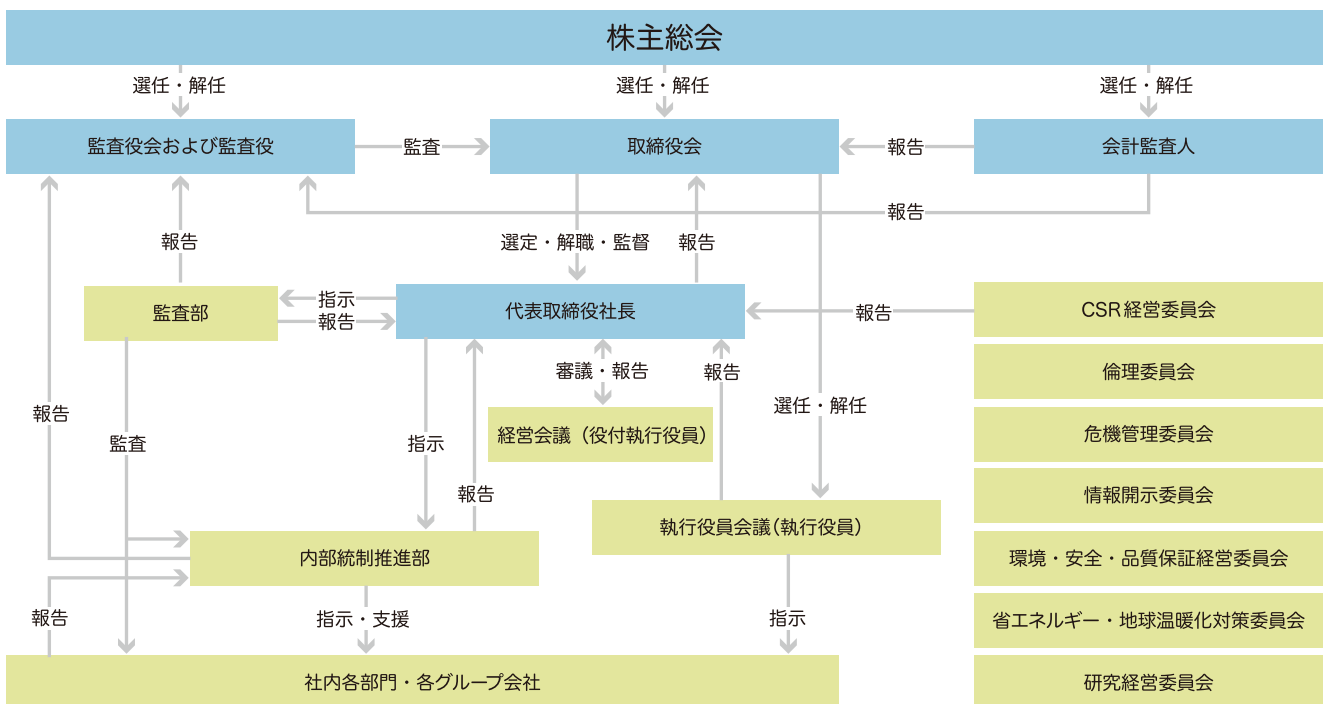 株主総会
選任・解任
選任・解任
選任・解任
監査役会および監査役
監査
取締役会
報告
会計監査人
報告
報告
選定・解職・監督
報告
監査部
指示
報告
代表取締役社長
報告
CSR経営委員会
審議・報告
報告
倫理委員会
選任・解任
報告
監査
指示
経営会議（役付執行役員）
危機管理委員会
報告
情報開示委員会
執行役員会議(執行役員)
内部統制推進部
環境・安全・品質保証経営委員会
報告
指示・支援
指示
省エネルギー・地球温暖化対策委員会
社内各部門・各グループ会社
研究経営委員会